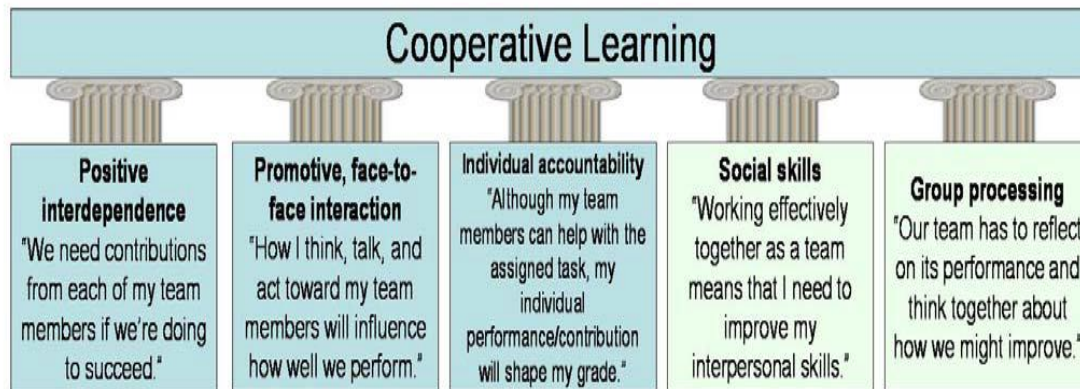 Cooperative Learning
Positive
interdependence
"We need contributions
from each of my team
members if we're doing
to succeed."
Promotive, face-to-
face interaction
"How I think, talk, and
act toward my team
members will influence
how well we perform."
Individual accountability
"Although my team
members can help with the
assigned task, my
individual
performance/contribution
will shape my grade."
Social skills
"Working effectively
together as a team
means that I need to
improve my
interpersonal skills."
Group processing
"Our team has to reflect
on its performance and
think together about
how we might improve."